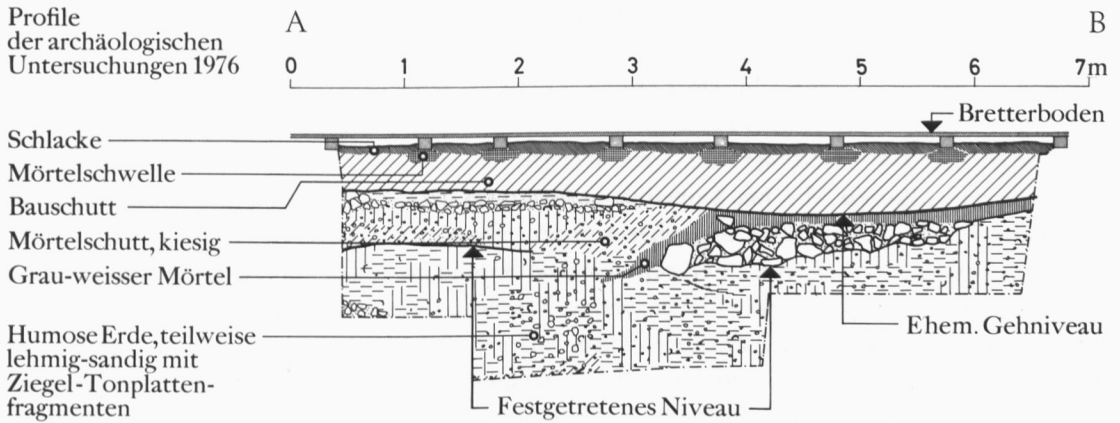 Profile
der archäologischen
Untersuchungen 1976
A
B
0 1 2 3 4 5 6 7m
Bretterboden
Schlacke
Mörtelschwelle
Bauschutt
Mörtelschutt, kiesig
Grau-weisser Mörtel
Humose Erde, teilweise
lehmig-sandig mit
Ziegel-Tonplatten-
fragmenten
Ehem. Gehniveau
Festgetretenes Niveau